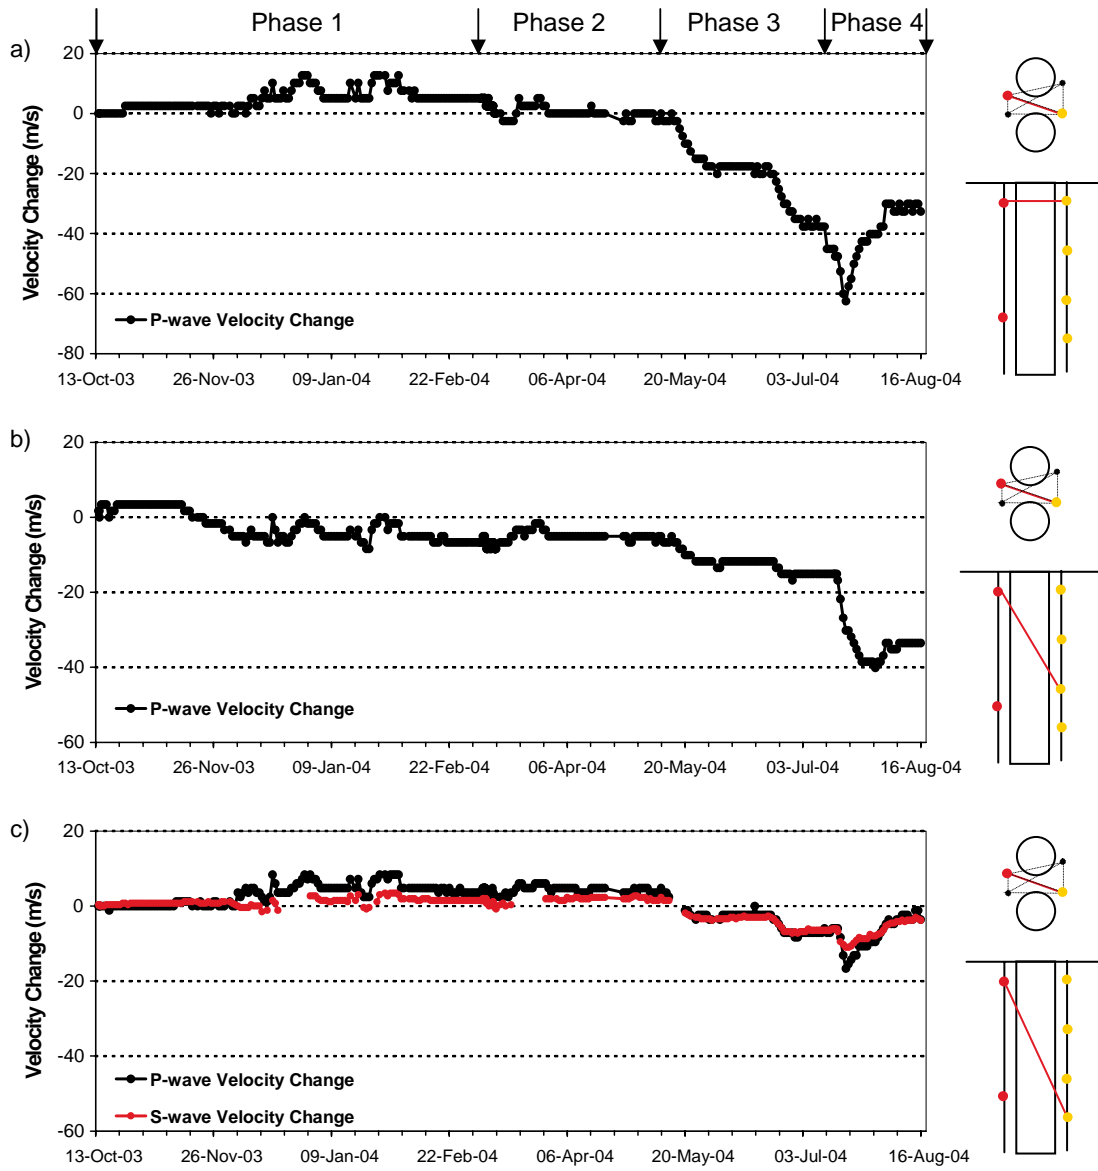 Phase 1 Phase 2 Phase 3 Phase 4
a)
20
0
-20
-40
-60
-80
Velocity Change (m/s)
P-wave Velocity Change
13-Oct-03 26-Nov-03 09-Jan-04 22-Feb-04 06-Apr-04 20-May-04 03-Jul-04 16-Aug-04
b)
20
0
-20
-40
-60
Velocity Change (m/s)
P-wave Velocity Change
13-Oct-03 26-Nov-03 09-Jan-04 22-Feb-04 06-Apr-04 20-May-04 03-Jul-04 16-Aug-04
c)
20
0
-20
-40
-60
Velocity Change (m/s)
P-wave Velocity Change
S-wave Velocity Change
13-Oct-03 26-Nov-03 09-Jan-04 22-Feb-04 06-Apr-04 20-May-04 03-Jul-04 16-Aug-04